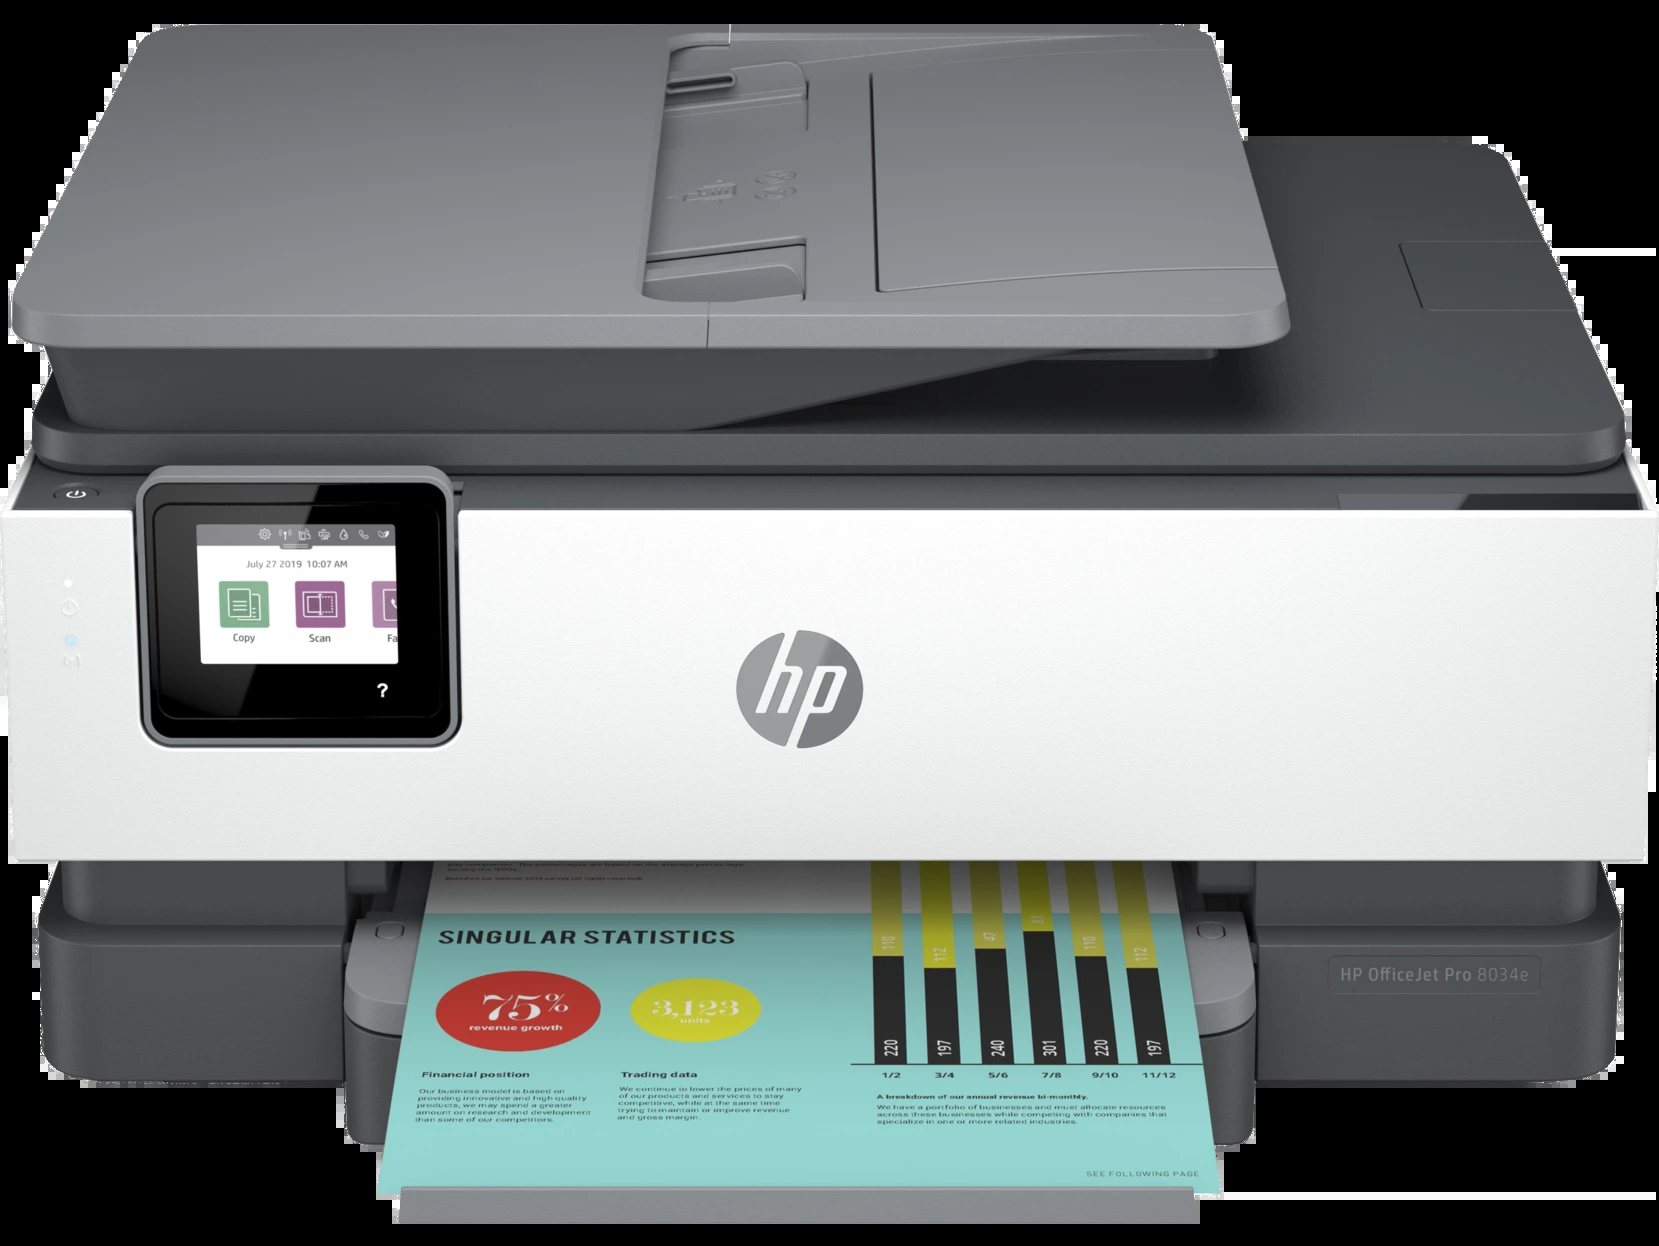 July 27 2019 10:07 AM
Copy
Scan
Fa
?
hp
HP OfficeJet Pro 8034e
SINGULAR STATISTICS
75%
revenue growth
3,123
units
Financial position
Our business model is based on
providing innovative and high quality
products, we may spend a greater
amount on research and development
than some of our competitors.
Trading data
We continue to lower the prices of many
of our products and services to stay
competitive, while at the same time
trying to maintain or improve revenue
and gross margin.
110 112 47 81 110 112
220 197 240 301 220 197
1/2 3/4 5/6 7/8 9/10 11/12
A breakdown of our annual revenue bi-monthly.
We have a portfolio of businesses and must allocate resources
across these businesses while competing with companies that
specialize in one or more related industries.
SEE FOLLOWING PAGE